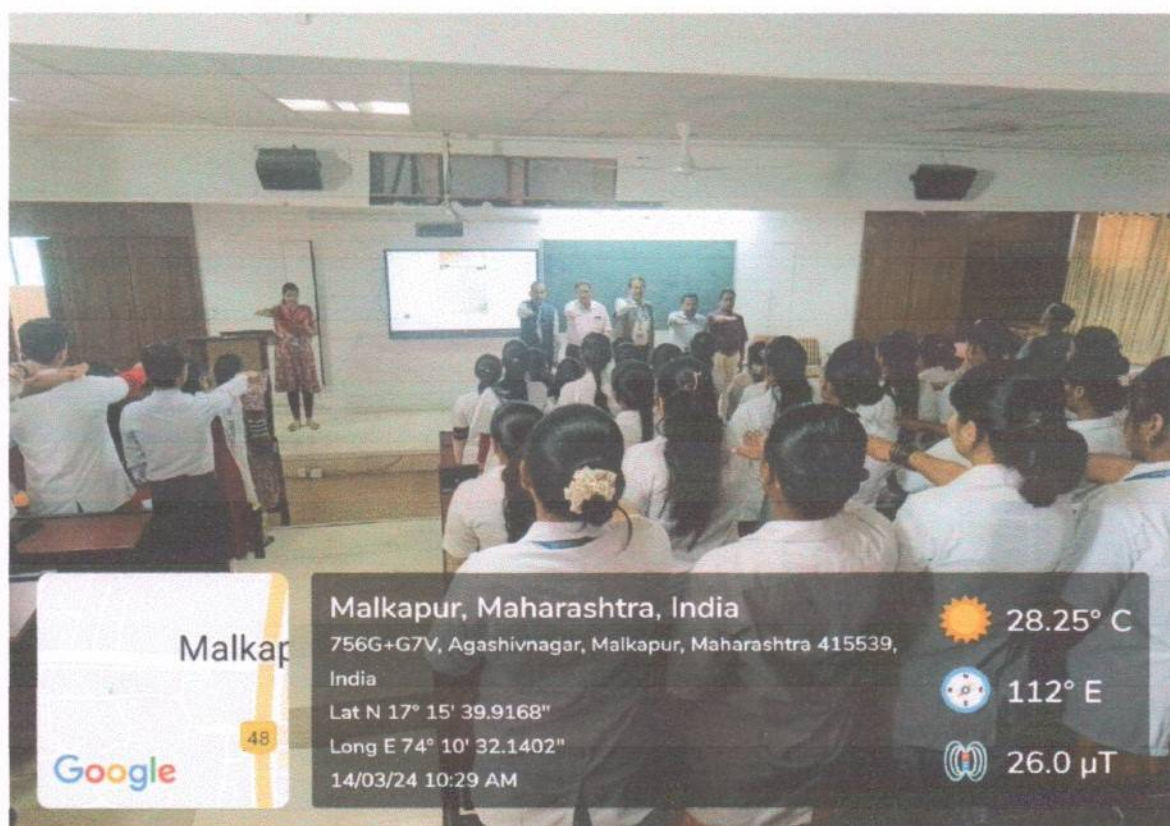 Malkap
48
Google
Malkapur, Maharashtra, India
756G+G7V, Agashivnagar, Malkapur, Maharashtra 415539,
India
Lat N 17° 15' 39.9168"
Long E 74° 10' 32.1402"
14/03/24 10:29 AM
28.25° C
112° E
26.0 µT